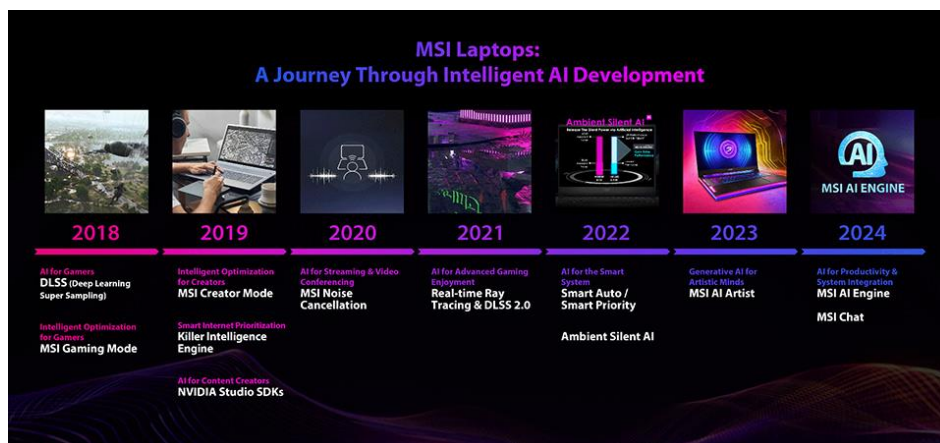 MSI Laptops:
A Journey Through Intelligent AI Development
Ambient Silent AI
AI
MSI AI ENGINE
2018
2019
2020
2021
2022
2023
2024
AI for Gamers
DLSS (Deep Learning
Super Sampling)
Intelligent Optimization
for Gamers
MSI Gaming Mode
Intelligent Optimization
for Creators
MSI Creator Mode
Smart Internet Prioritization
Killer Intelligence
Engine
AI for Content Creators
NVIDIA Studio SDKs
AI for Streaming & Video
Conferencing
MSI Noise
Cancellation
AI for Advanced Gaming
Enjoyment
Real-time Ray
Tracing & DLSS 2.0
AI for the Smart
System
Smart Auto /
Smart Priority
Ambient Silent AI
Generative AI for
Artistic Minds
MSI AI Artist
AI for Productivity &
System Integration
MSI AI Engine
MSI Chat